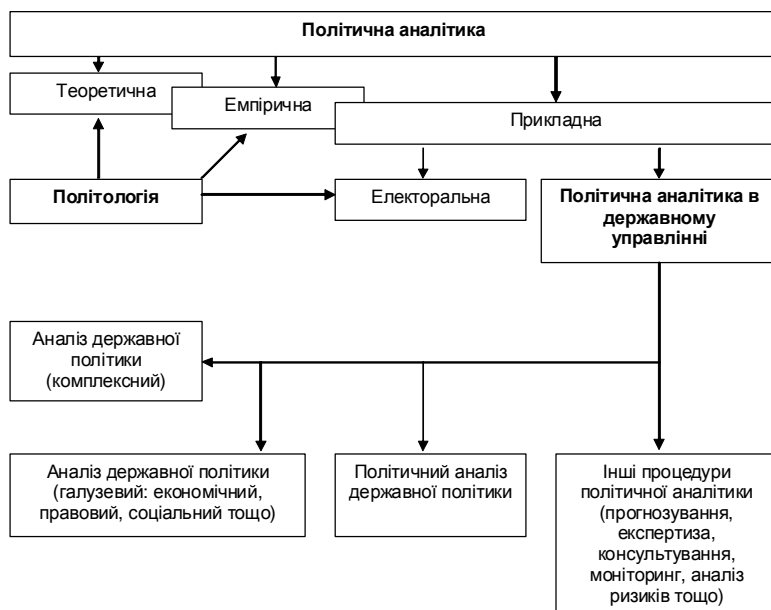 Політична аналітика
Теоретична
Емпірична
Прикладна
Політологія
Електоральна
Політична аналітика в
державному
управлінні
Аналіз державної
політики
(комплексний)
Аналіз державної політики
(галузевий: економічний,
правовий, соціальний тощо)
Політичний аналіз
державної політики
Інші процедури
політичної аналітики
(прогнозування,
експертиза,
консультування,
моніторинг, аналіз
ризиків тощо)